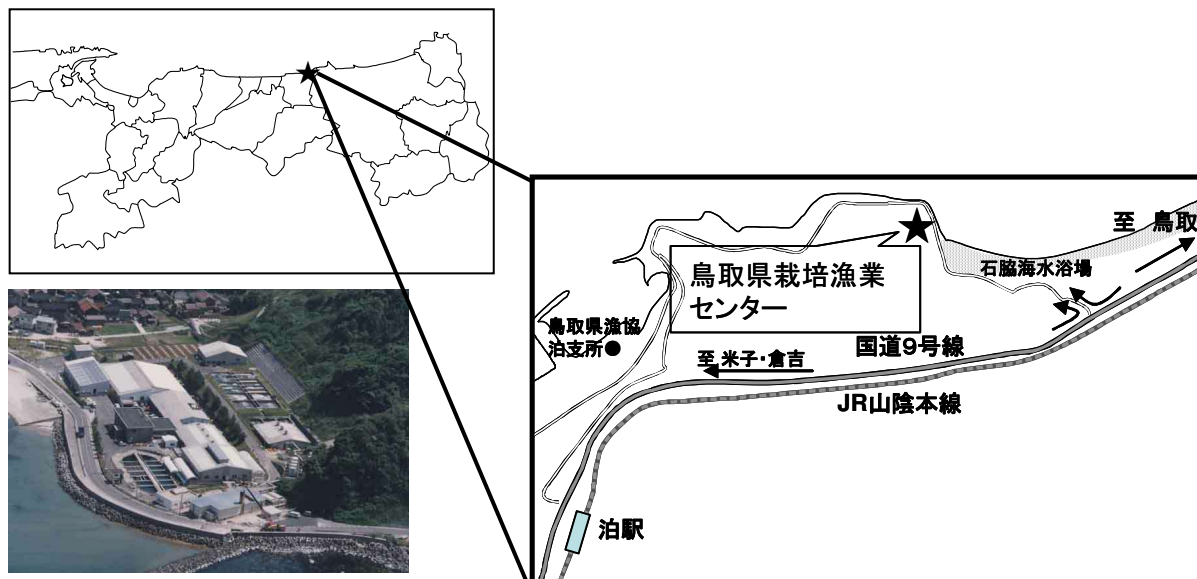 至 鳥取
石脇海水浴場
鳥取県栽培漁業
センター
鳥取県漁協
泊支所●
国道9号線
至 米子・倉吉
JR山陰本線
泊駅